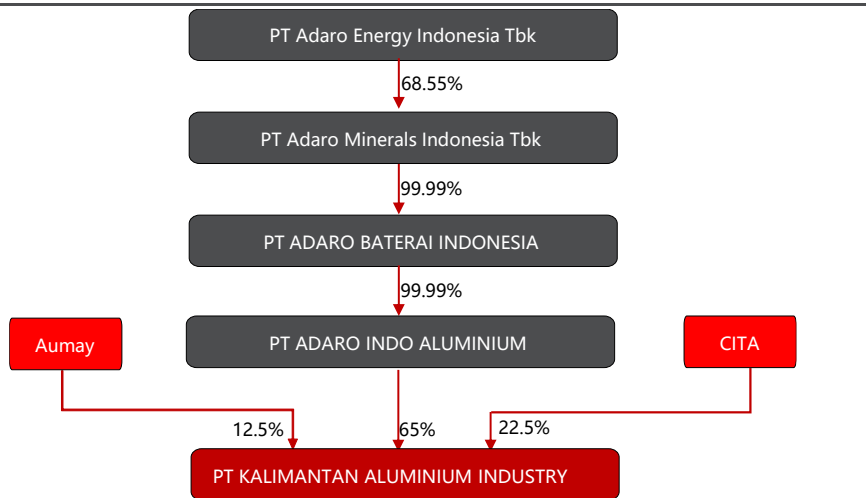 PT Adaro Energy Indonesia Tbk
68.55%
PT Adaro Minerals Indonesia Tbk
99.99%
PT ADARO BATERAI INDONESIA
99.99%
Aumay
PT ADARO INDO ALUMINIUM
CITA
12.5%
65%
22.5%
PT KALIMANTAN ALUMINIUM INDUSTRY